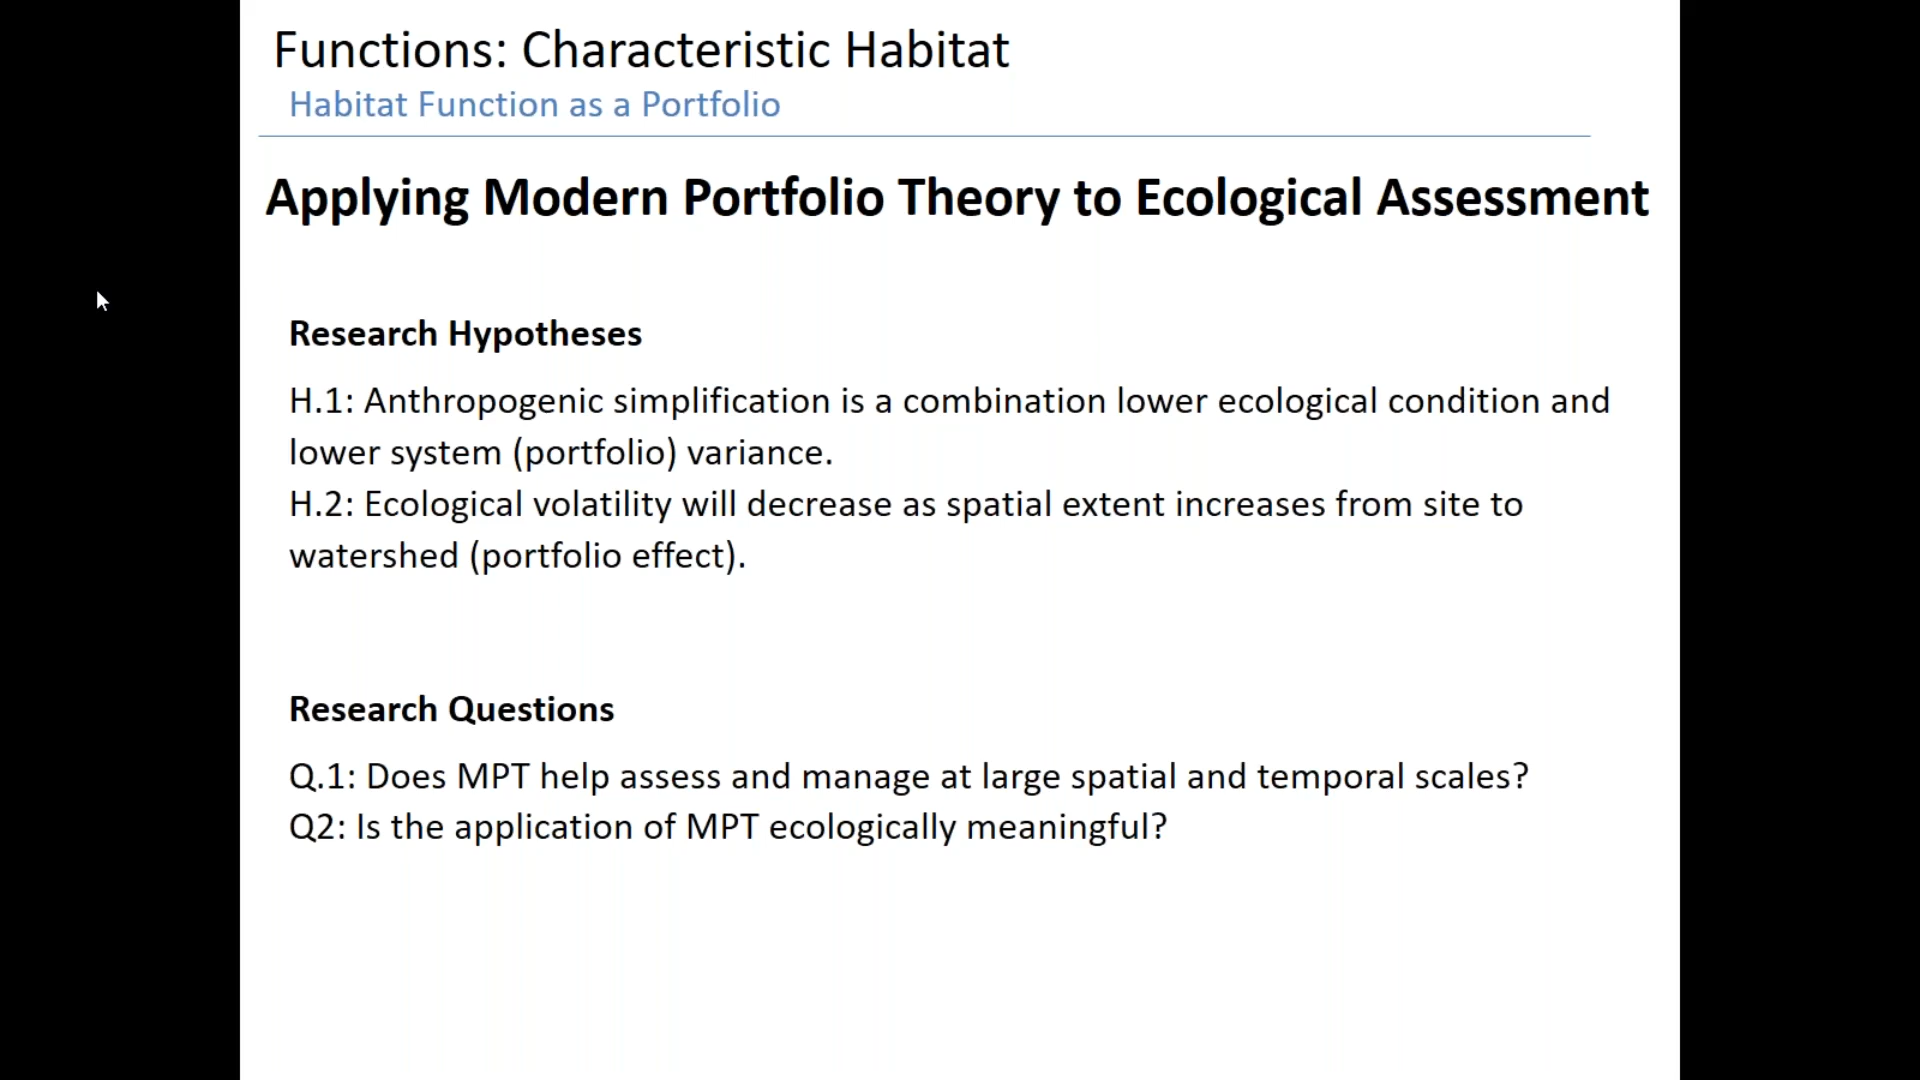 Functions: Characteristic Habitat
Habitat Function as a Portfolio
Applying Modern Portfolio Theory to Ecological Assessment
Research Hypotheses
H.1: Anthropogenic simplification is a combination lower ecological condition and
lower system (portfolio) variance.
H.2: Ecological volatility will decrease as spatial extent increases from site to
watershed (portfolio effect).
Research Questions
Q.1: Does MPT help assess and manage at large spatial and temporal scales?
Q2: Is the application of MPT ecologically meaningful?